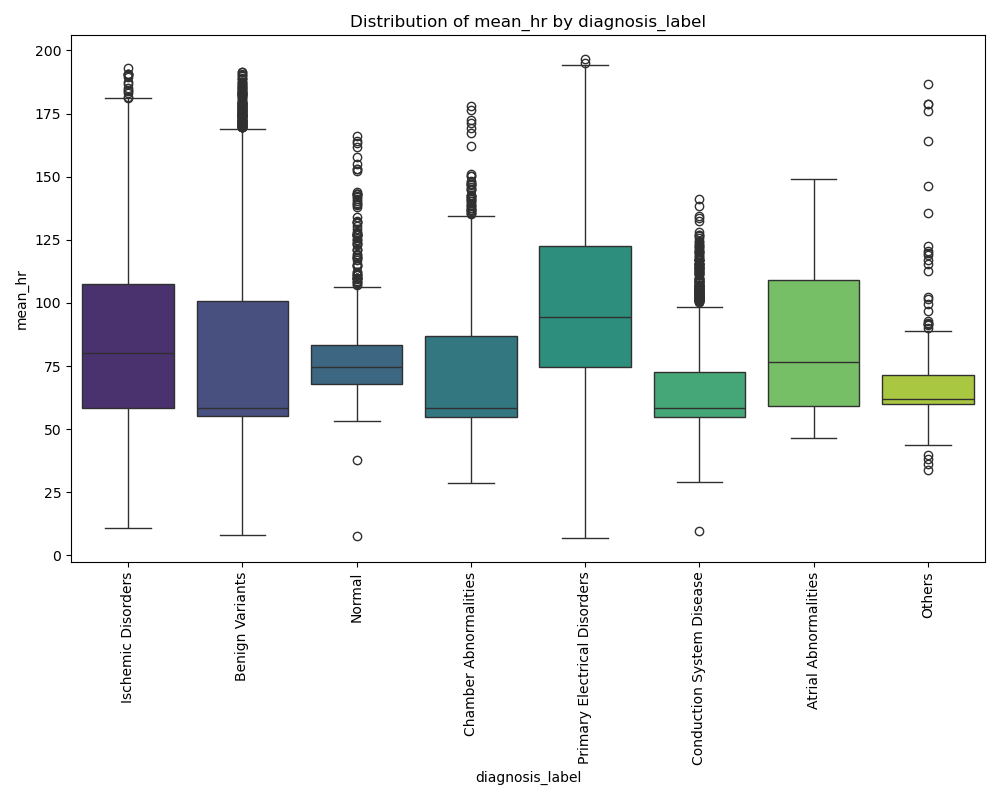 Distribution of mean_hr by diagnosis_label
mean_hr
200
175
150
125
100
75
50
25
0
Ischemic Disorders
Benign Variants
Normal
Chamber Abnormalities
Primary Electrical Disorders
Conduction System Disease
Atrial Abnormalities
Others
diagnosis_label